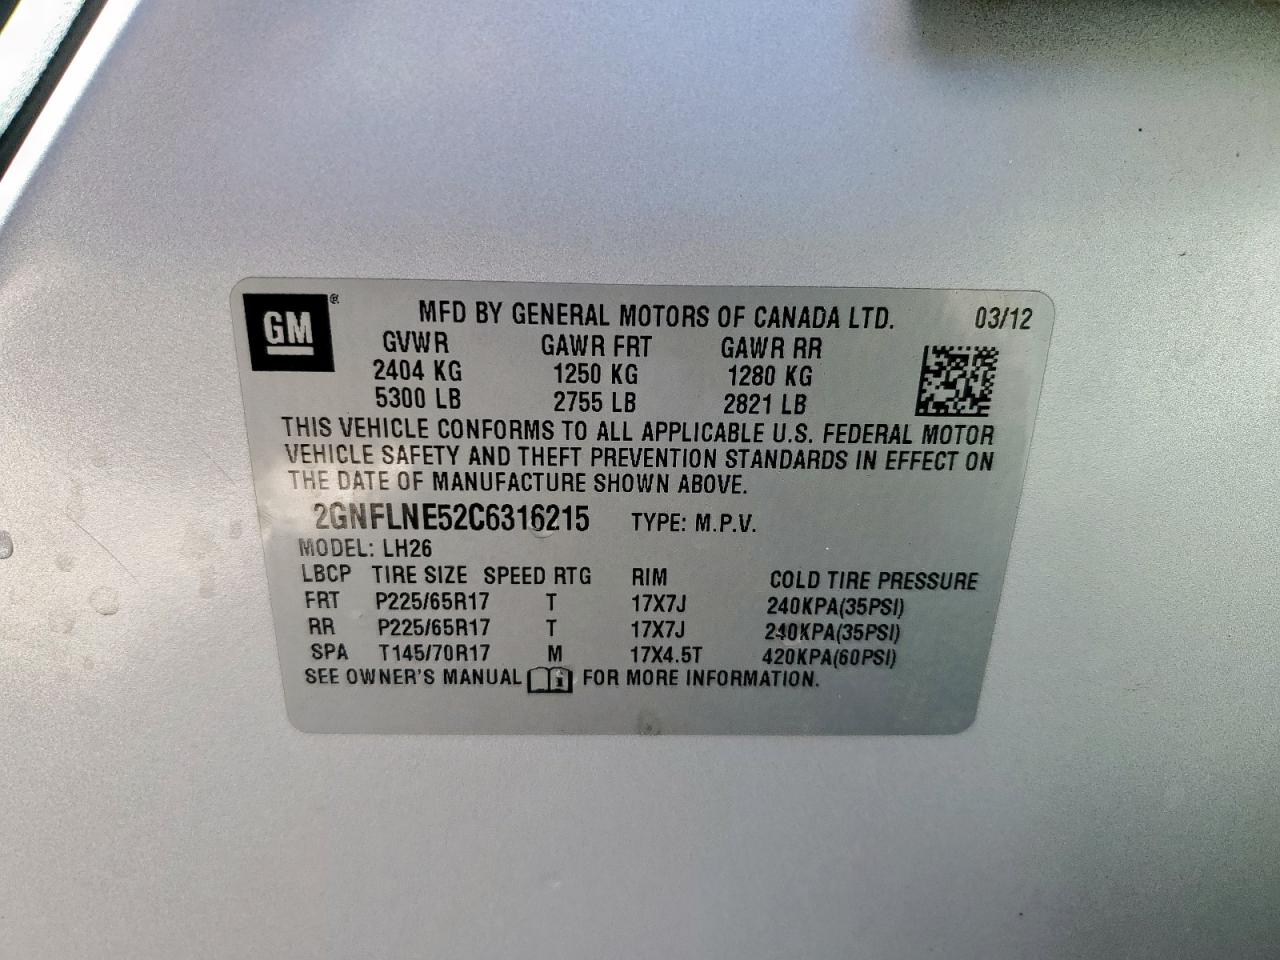 GM ®
MFD BY GENERAL MOTORS OF CANADA LTD. 03/12
GVWR GAWR FRT GAWR RR
2404 KG 1250 KG 1280 KG
5300 LB 2755 LB 2821 LB
THIS VEHICLE CONFORMS TO ALL APPLICABLE U.S. FEDERAL MOTOR
VEHICLE SAFETY AND THEFT PREVENTION STANDARDS IN EFFECT ON
THE DATE OF MANUFACTURE SHOWN ABOVE.
2GNFLNE52C6316215 TYPE: M.P.V.
MODEL: LH26
LBCP TIRE SIZE SPEED RTG RIM COLD TIRE PRESSURE
FRT P225/65R17 T 17X7J 240KPA(35PSI)
RR P225/65R17 T 17X7J 240KPA(35PSI)
SPA T145/70R17 M 17X4.5T 420KPA(60PSI)
SEE OWNER'S MANUAL i FOR MORE INFORMATION.